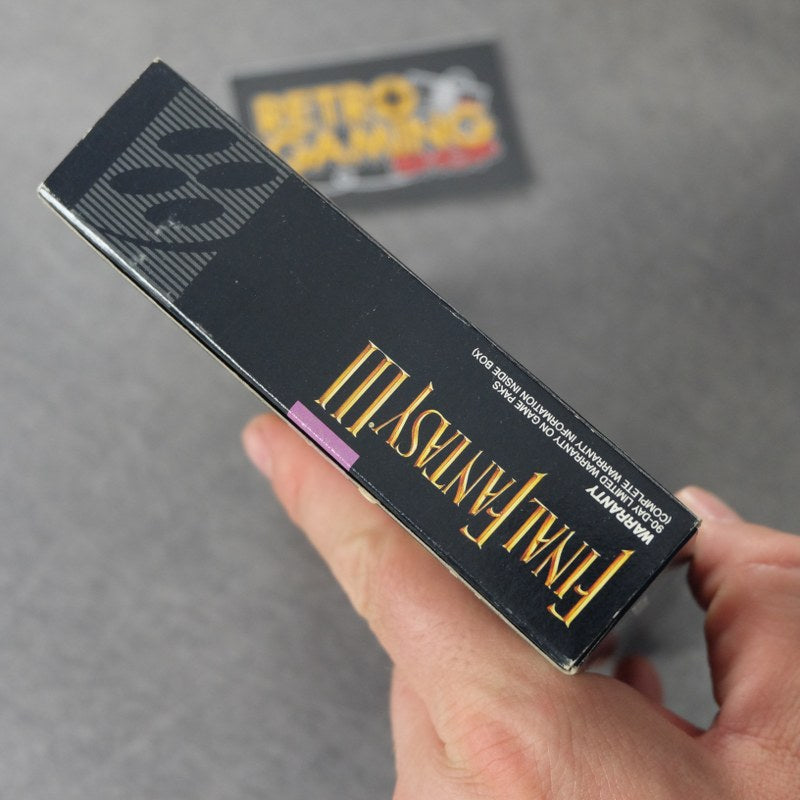 FINAL FANTASY III
WARRANTY
90-DAY LIMITED WARRANTY ON GAME PAKS
(COMPLETE WARRANTY INFORMATION INSIDE BOX)
RETRO
GAMING